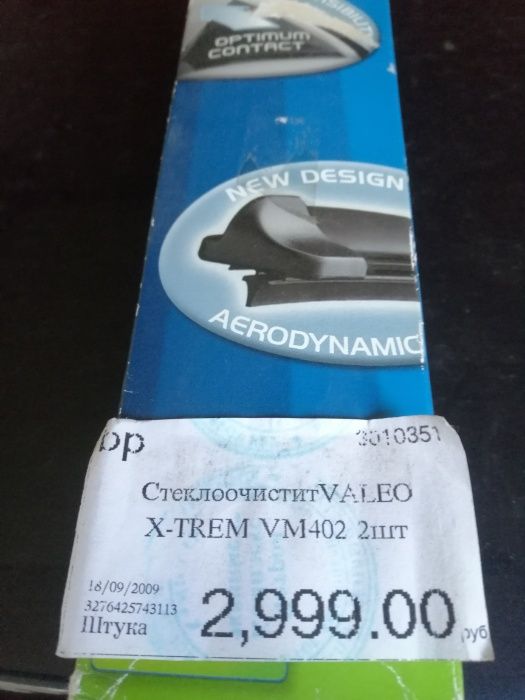 OPTIMUM
CONTACT
NEW DESIGN
AERODYNAMIC
3010351
СтеклоочиститVALEO
X-TREM VM402 2шт
18/09/2009
3276425743113
Штука
2,999.00 руб